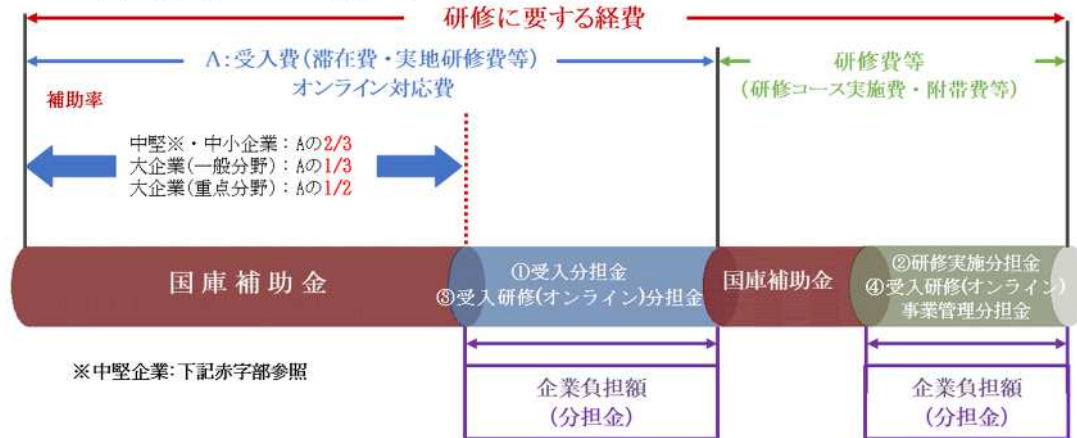 研修に要する経費
A:受入費(滞在費・実地研修費等)
オンライン対応費
研修費等
(研修コース実施費・附帯費等)
補助率
中堅※・中小企業：Aの2/3
大企業(一般分野)：Aの1/3
大企業(重点分野)：Aの1/2
国庫補助金
①受入分担金
③受入研修(オンライン)分担金
国庫補助金
②研修実施分担金
④受入研修(オンライン)
事業管理分担金
※中堅企業:下記赤字部参照
企業負担額
(分担金)
企業負担額
(分担金)